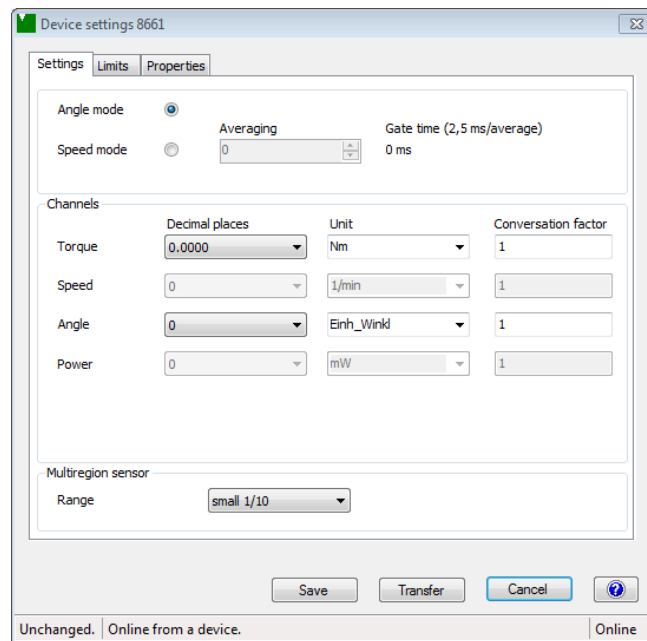 Device settings 8661
Settings Limits Properties
Angle mode
Averaging Gate time (2,5 ms/average)
Speed mode 0 0 ms
Channels
Decimal places Unit Conversation factor
Torque 0.0000 Nm 1
Speed 0 1/min 1
Angle 0 Einh_Winkl 1
Power 0 mW 1
Multiregion sensor
Range small 1/10
Save Transfer Cancel ?
Unchanged. Online from a device. Online